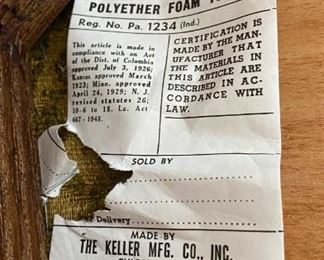 POLYETHER FOAM
Reg. No. Pa. 1234 (Ind.)
This article is made in
compliance with an Act
of the Dist. of Columbia
approved July 3, 1926;
Kansas approved March
1923; Minn. approved
April 24, 1929; N. J.
revised statutes 26;
10-6 to 18. La. Act
467-1948.
CERTIFICATION IS
MADE BY THE MAN-
UFACTURER THAT
THE MATERIALS IN
THIS ARTICLE ARE
DESCRIBED IN AC-
CORDANCE WITH
LAW.
SOLD BY
Delivery
MADE BY
THE KELLER MFG. CO., INC.